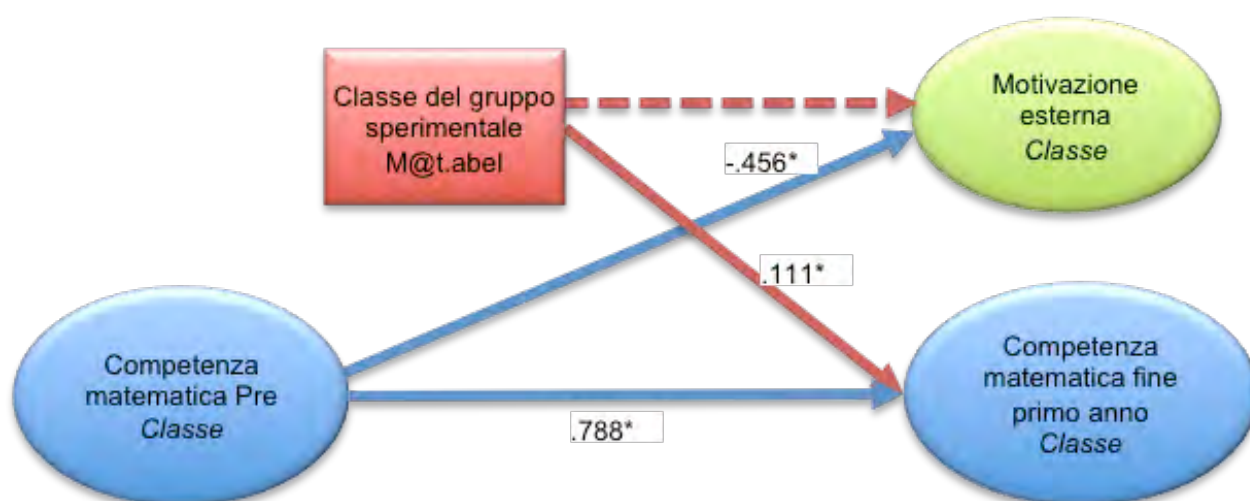 Classe del gruppo
sperimentale
M@t.abel
Motivazione
esterna
Classe
-.456*
.111*
Competenza
matematica Pre
Classe
Competenza
matematica fine
primo anno
Classe
.788*